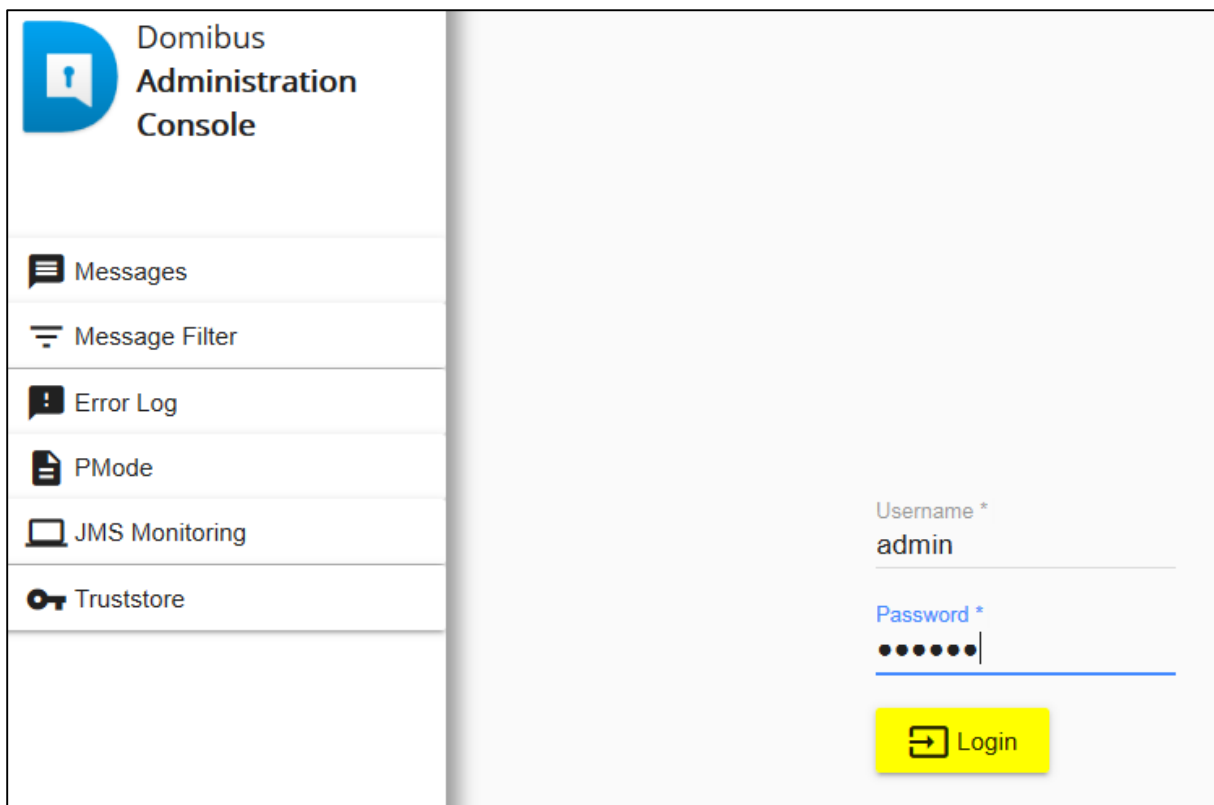 Domibus
Administration
Console
Messages
Message Filter
Error Log
PMode
JMS Monitoring
Truststore
Username *
admin
Password *
••••••
Login